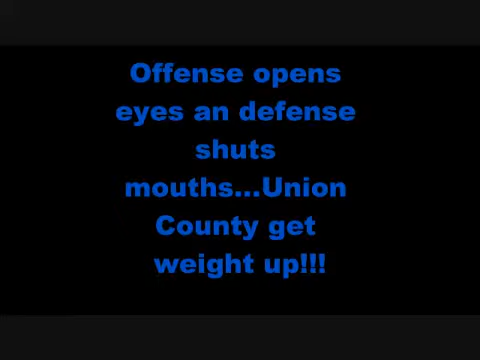 Offense opens
eyes an defense
shuts
mouths...Union
County get
weight up!!!